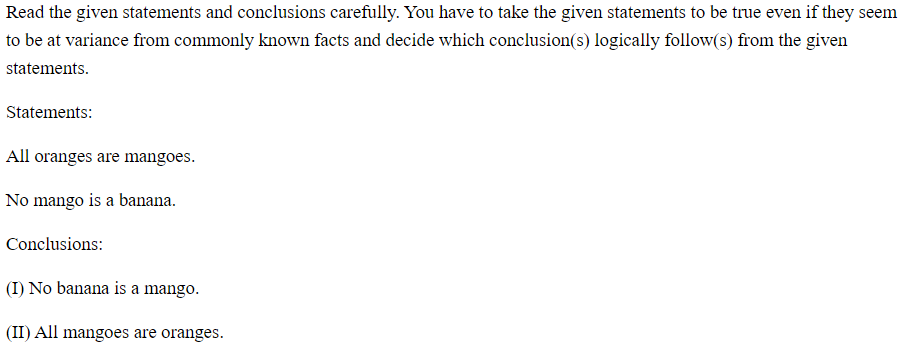 Read the given statements and conclusions carefully. You have to take the given statements to be true even if they seem
to be at variance from commonly known facts and decide which conclusion(s) logically follow(s) from the given
statements.
Statements:
All oranges are mangoes.
No mango is a banana.
Conclusions:
(I) No banana is a mango.
(II) All mangoes are oranges.